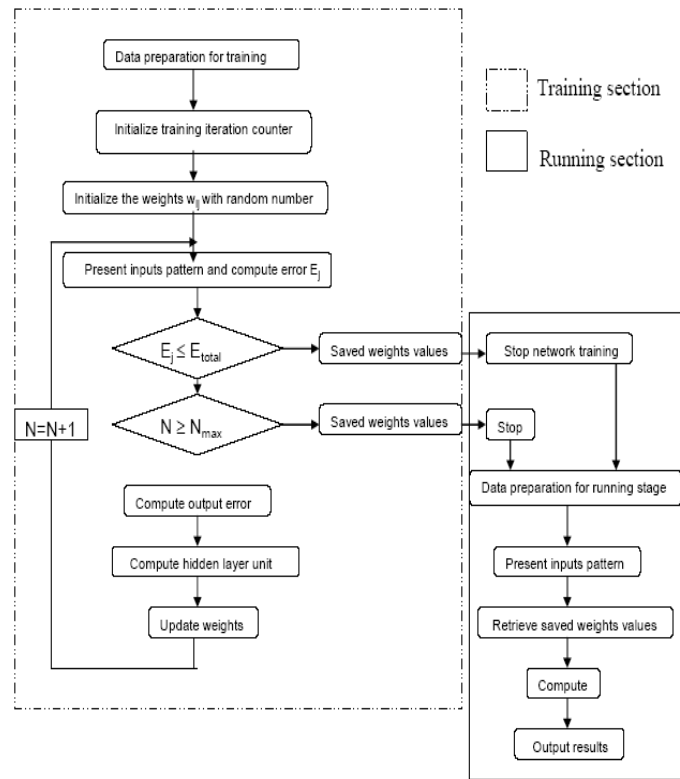 Data preparation for training
Initialize training iteration counter
Initialize the weights wij with random number
Present inputs pattern and compute error Ej
Ej ≤ Etotal
Saved weights values
Stop network training
N=N+1
N ≥ Nmax
Saved weights values
Stop
Compute output error
Compute hidden layer unit
Update weights
Data preparation for running stage
Present inputs pattern
Retrieve saved weights values
Compute
Output results
Training section
Running section